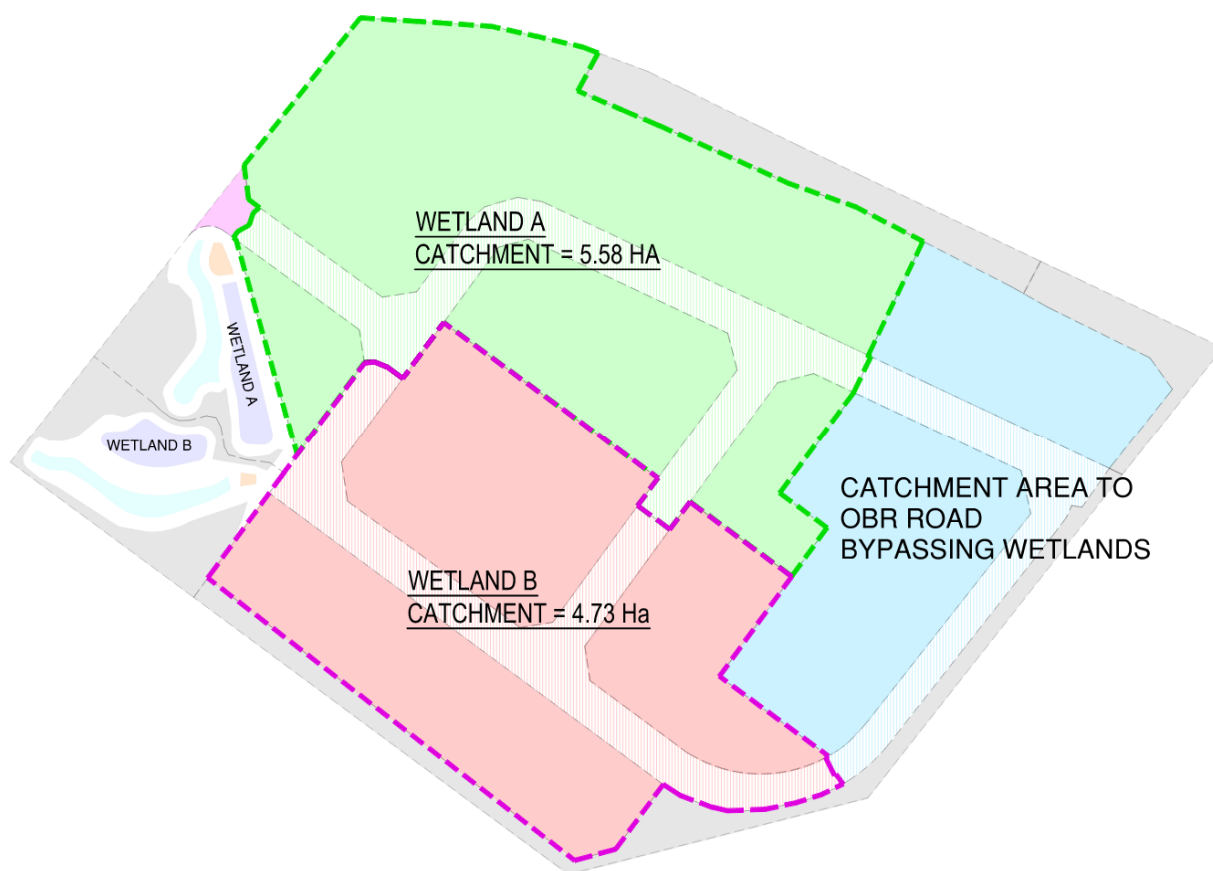 WETLAND A
CATCHMENT = 5.58 HA
WETLAND A
WETLAND B
CATCHMENT AREA TO
OBR ROAD
BYPASSING WETLANDS
WETLAND B
CATCHMENT = 4.73 Ha